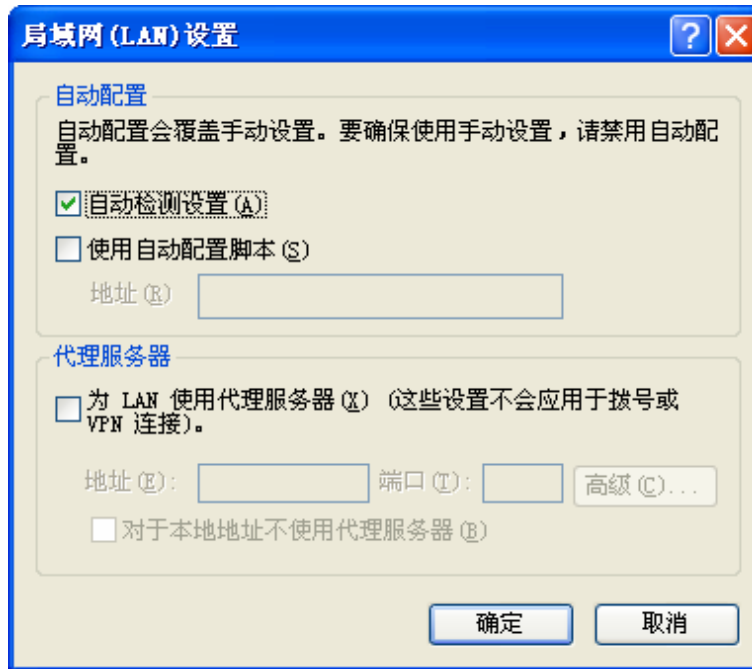 局域网(LAN)设置
自动配置
自动配置会覆盖手动设置。要确保使用手动设置，请禁用自动配
置。
自动检测设置(A)
使用自动配置脚本(S)
地址(R)
代理服务器
为 LAN 使用代理服务器(X) (这些设置不会应用于拨号或
VPN 连接)。
地址(E): 端口(T): 高级(C)...
对于本地地址不使用代理服务器(B)
确定 取消